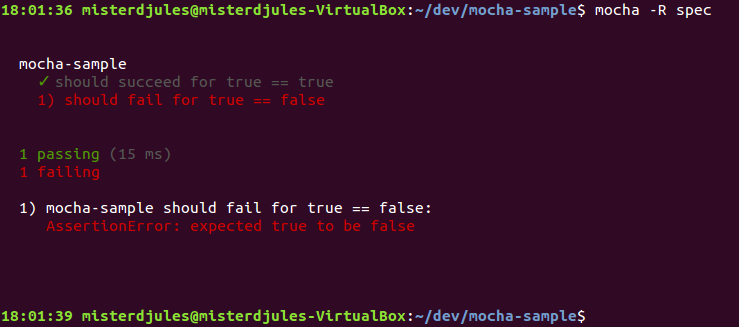 18:01:36 misterdjules@misterdjules-VirtualBox:~/dev/mocha-sample$ mocha -R spec
mocha-sample
✓ should succeed for true == true
1) should fail for true == false
1 passing (15 ms)
1 failing
1) mocha-sample should fail for true == false:
AssertionError: expected true to be false
18:01:39 misterdjules@misterdjules-VirtualBox:~/dev/mocha-sample$